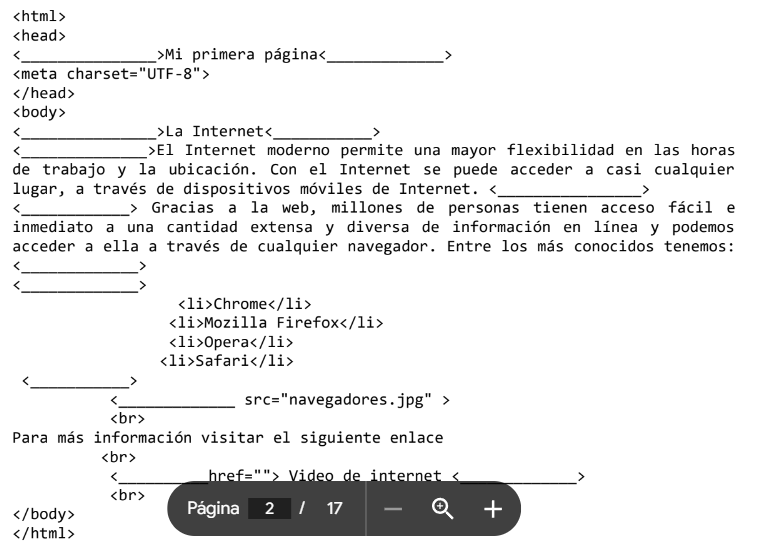 <html>
<head>
<______________>Mi primera página<____________>
<meta charset="UTF-8">
</head>
<body>
<______________>La Internet<__________>
<_____________>El Internet moderno permite una mayor flexibilidad en las horas
de trabajo y la ubicación. Con el Internet se puede acceder a casi cualquier
lugar, a través de dispositivos móviles de Internet. <_______________>
<___________> Gracias a la web, millones de personas tienen acceso fácil e
inmediato a una cantidad extensa y diversa de información en línea y podemos
acceder a ella a través de cualquier navegador. Entre los más conocidos tenemos:
<____________>
<____________>
<li>Chrome</li>
<li>Mozilla Firefox</li>
<li>Opera</li>
<li>Safari</li>
<__________>
<____________ src="navegadores.jpg" >
<br>
Para más información visitar el siguiente enlace
<br>
<_________href=""> Video de internet <____________>
<br>
Página 2 / 17
</body>
</html>